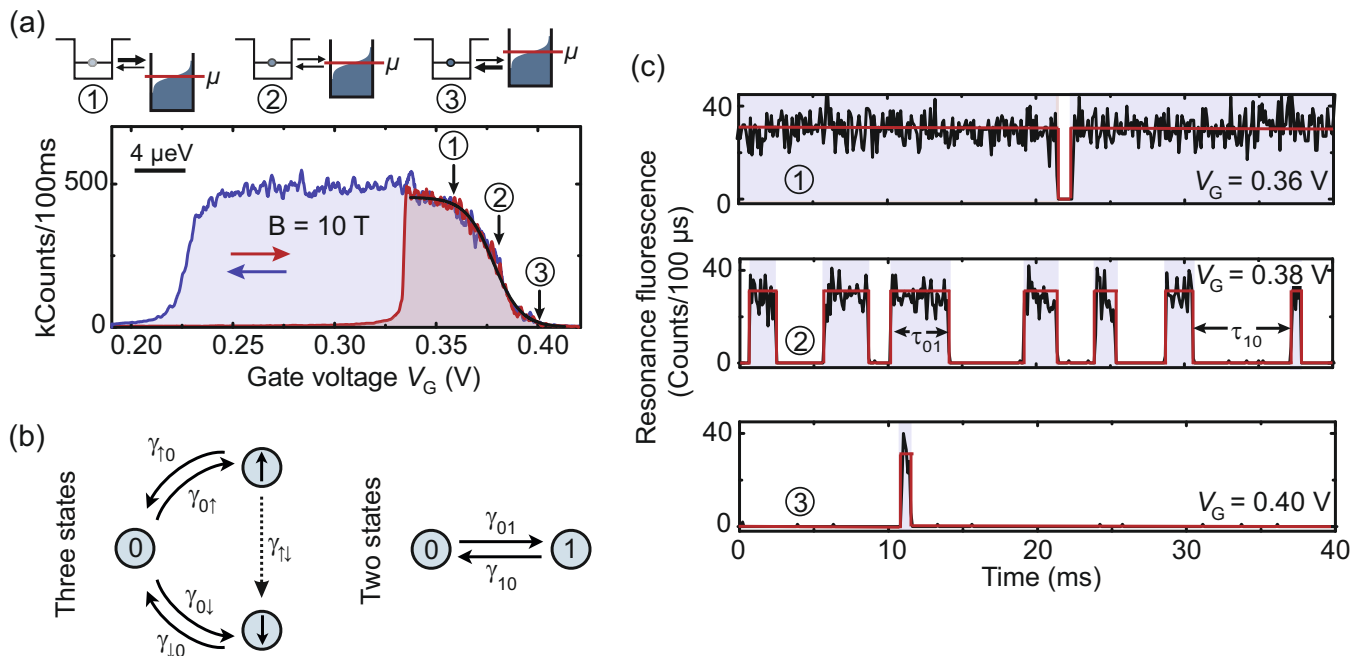 (a)
μ
μ
μ
① ② ③
4 μeV
①
②
③
B = 10 T
500
0
kCounts/100ms
0.20 0.25 0.30 0.35 0.40
Gate voltage V_G (V)
(b)
Three states
γ↑0
γ0↑
0
↑
γ↑↓
γ0↓
γ↓0
↓
Two states
0
γ01
γ10
1
(c)
Resonance fluorescence
(Counts/100 μs)
40
0
①
V_G = 0.36 V
40
0
②
V_G = 0.38 V
τ01
τ10
40
0
③
V_G = 0.40 V
0 10 20 30 40
Time (ms)